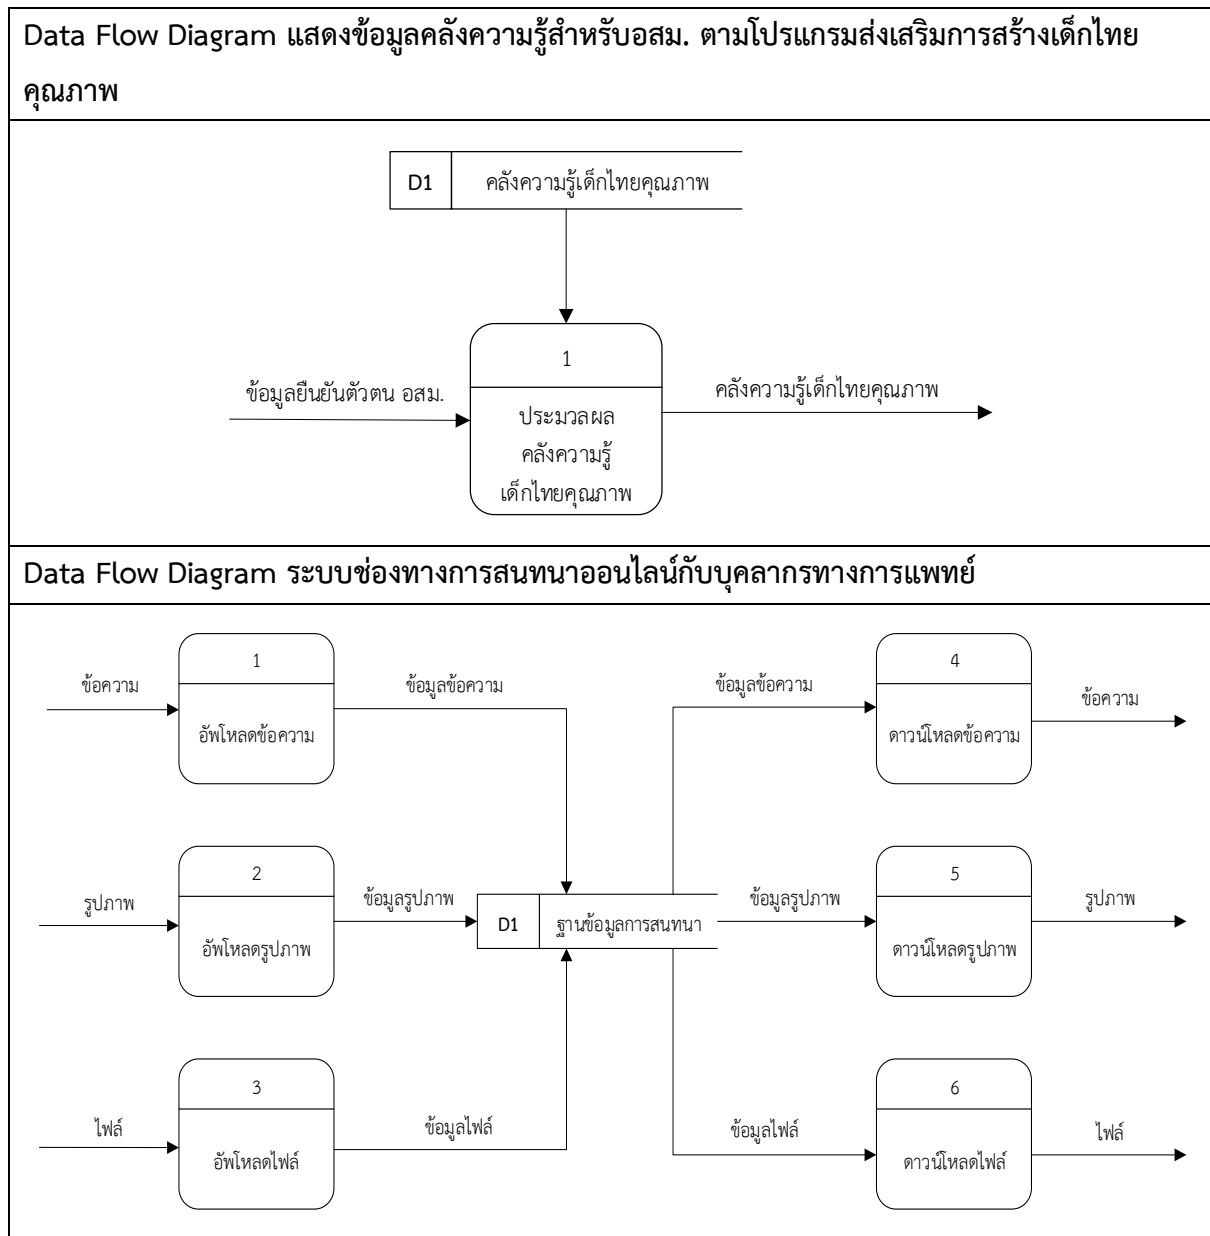 Data Flow Diagram แสดงข้อมูลคลังความรู้สำหรับอสม. ตามโปรแกรมส่งเสริมการสร้างเด็กไทย
คุณภาพ
D1
คลังความรู้เด็กไทยคุณภาพ
1
ข้อมูลยืนยันตัวตน อสม.
คลังความรู้เด็กไทยคุณภาพ
ประมวลผล
คลังความรู้
เด็กไทยคุณภาพ
Data Flow Diagram ระบบช่องทางการสนทนาออนไลน์กับบุคลากรทางการแพทย์
ข้อความ
1
อัพโหลดข้อความ
ข้อมูลข้อความ
ข้อมูลข้อความ
4
ดาวน์โหลดข้อความ
ข้อความ
รูปภาพ
2
อัพโหลดรูปภาพ
ข้อมูลรูปภาพ
D1
ฐานข้อมูลการสนทนา
ข้อมูลรูปภาพ
5
ดาวน์โหลดรูปภาพ
รูปภาพ
ไฟล์
3
อัพโหลดไฟล์
ข้อมูลไฟล์
ข้อมูลไฟล์
6
ดาวน์โหลดไฟล์
ไฟล์